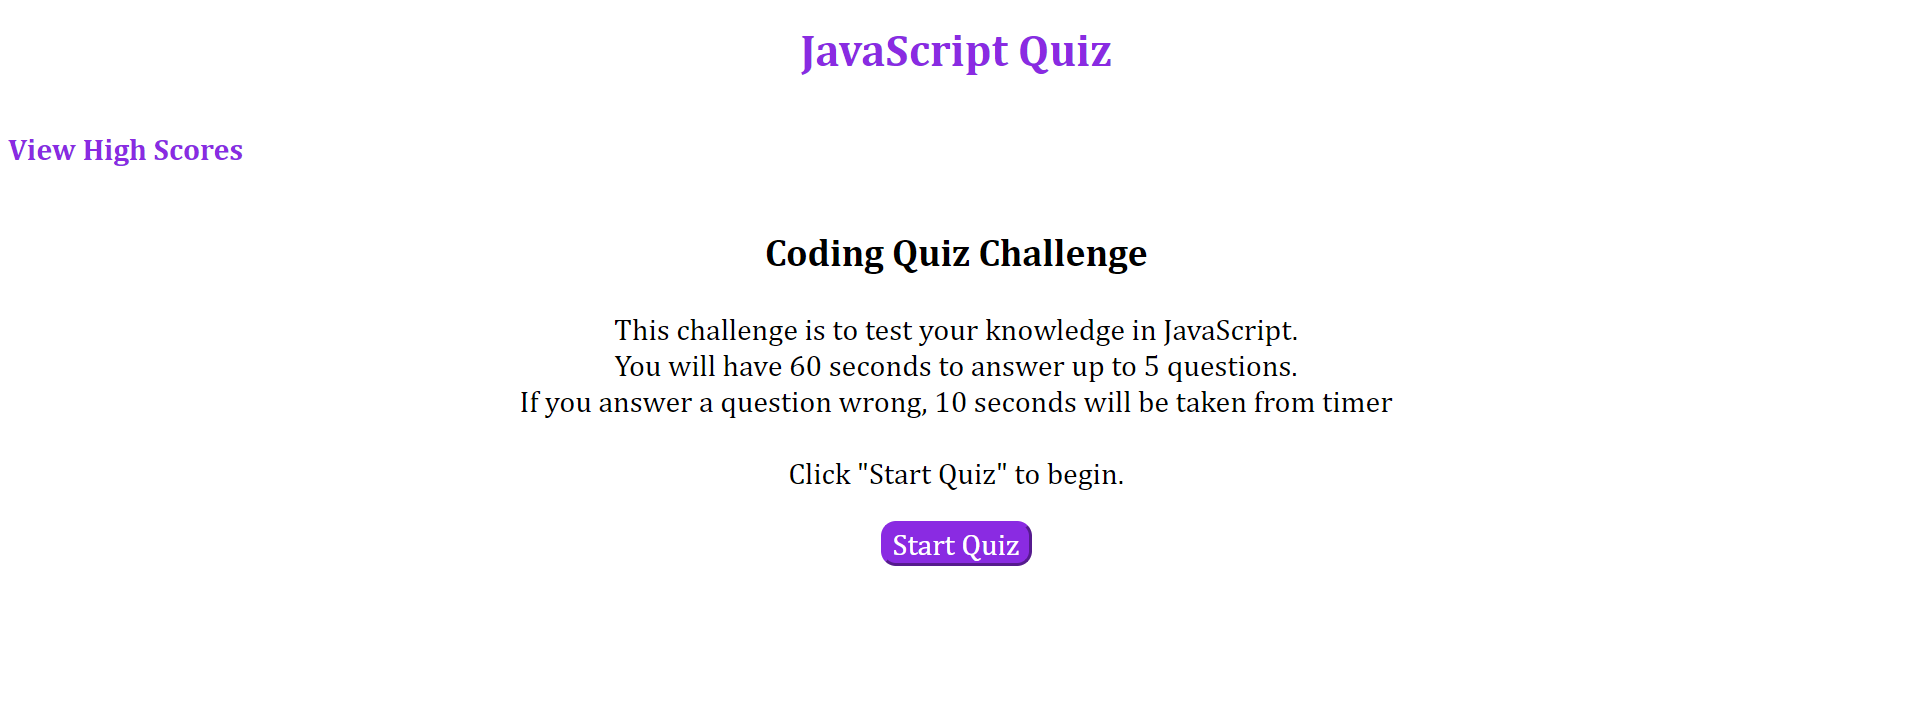 JavaScript Quiz
View High Scores
Coding Quiz Challenge
This challenge is to test your knowledge in JavaScript.
You will have 60 seconds to answer up to 5 questions.
If you answer a question wrong, 10 seconds will be taken from timer
Click "Start Quiz" to begin.
Start Quiz